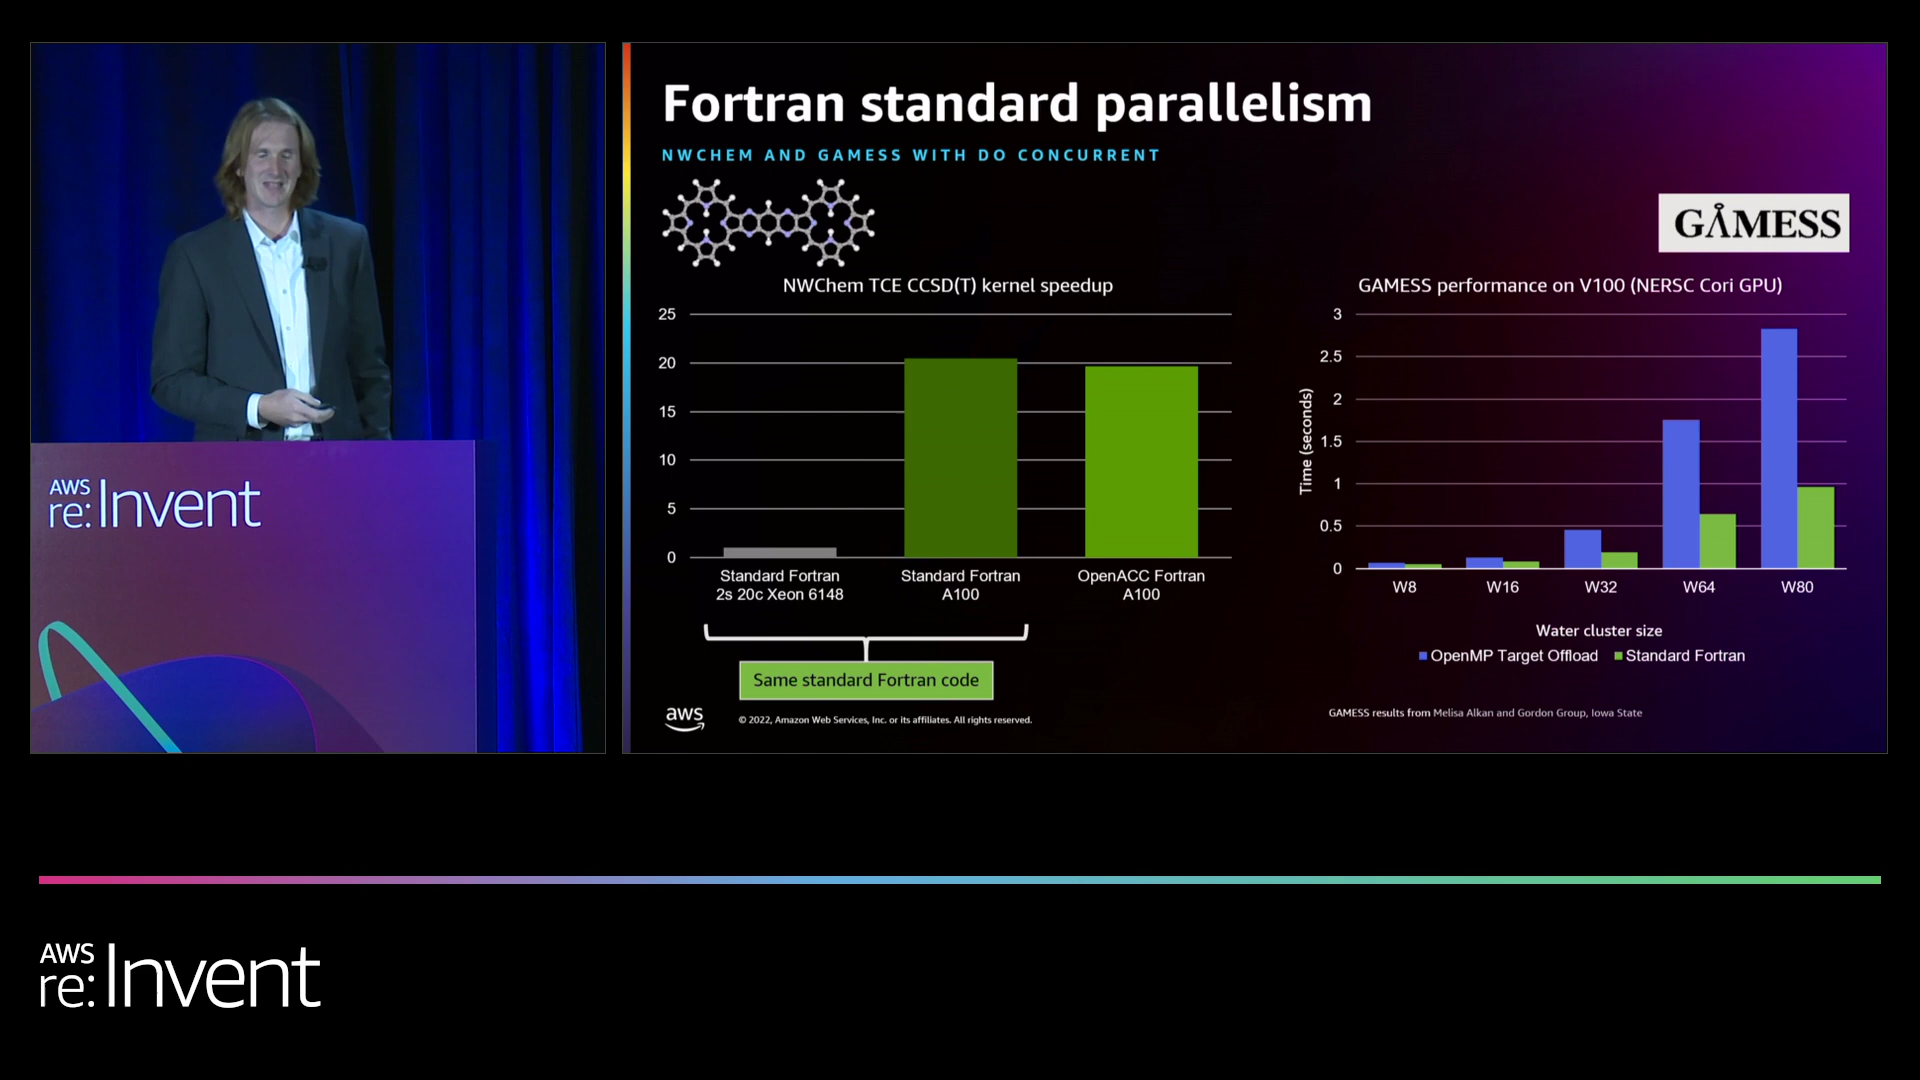 AWS
re:Invent
Fortran standard parallelism
NWCHEM AND GAMESS WITH DO CONCURRENT
GAMESS
NWChem TCE CCSD(T) kernel speedup
25
20
15
10
5
0
Standard Fortran
2s 20c Xeon 6148
Standard Fortran
A100
OpenACC Fortran
A100
Same standard Fortran code
aws
© 2022, Amazon Web Services, Inc. or its affiliates. All rights reserved.
GAMESS performance on V100 (NERSC Cori GPU)
Time (seconds)
3
2.5
2
1.5
1
0.5
0
W8 W16 W32 W64 W80
Water cluster size
OpenMP Target Offload Standard Fortran
GAMESS results from Melisa Alkan and Gordon Group, Iowa State
AWS
re:Invent